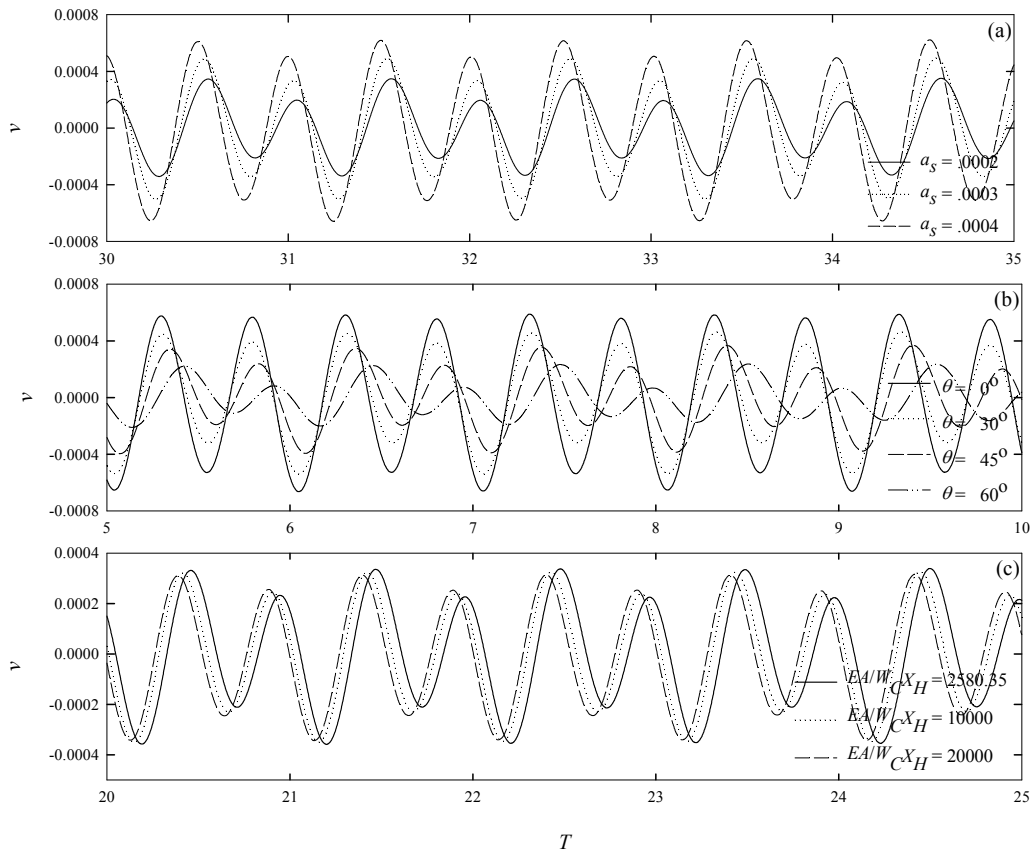 0.0008
(a)
0.0004
v
0.0000
-0.0004
-0.0008
a_s = .0002
a_s = .0003
a_s = .0004
30 31 32 33 34 35
0.0008
(b)
0.0004
v
0.0000
-0.0004
-0.0008
θ = 0°
θ = 30°
θ = 45°
θ = 60°
5 6 7 8 9 10
0.0004
(c)
0.0002
v
0.0000
-0.0002
-0.0004
EA/W_C X_H = 2580.35
EA/W_C X_H = 10000
EA/W_C X_H = 20000
20 21 22 23 24 25
T